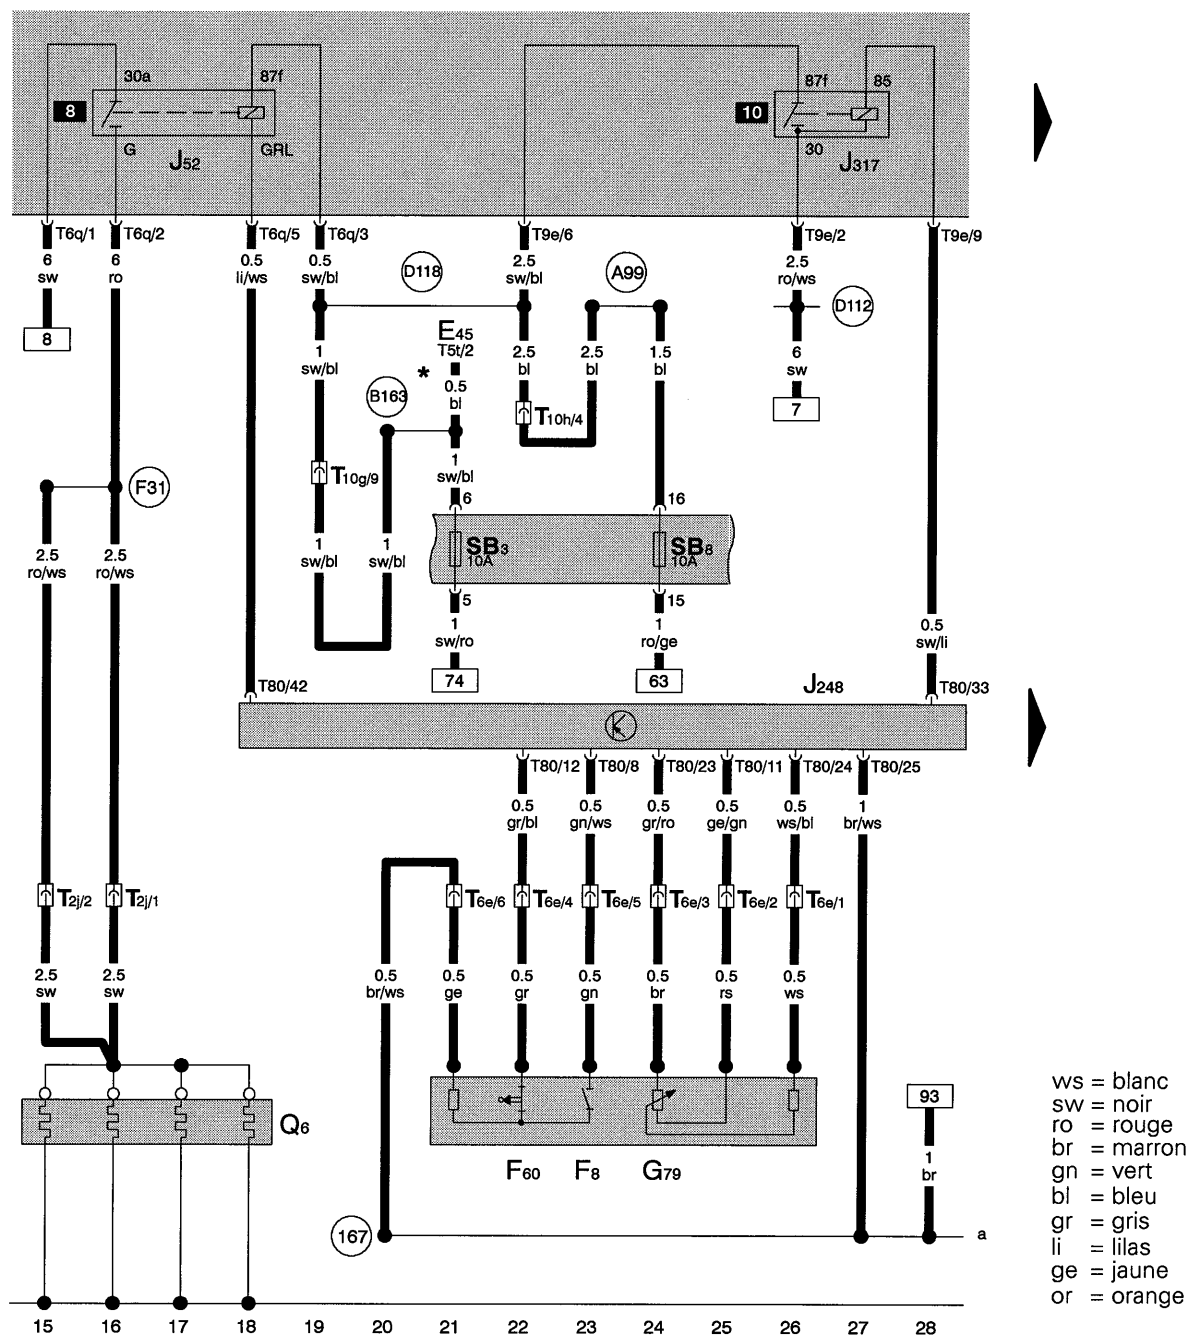 30a
87f
87f
85
8
10
G
J52
GRL
30
J317
T6q/1
T6q/2
T6q/5
T6q/3
T9e/6
T9e/2
T9e/9
6
6
0.5
0.5
2.5
2.5
sw
ro
li/ws
sw/bl
D118
sw/bl
A99
ro/ws
D112
8
E45
T5t/2
1
sw/bl
*
0.5
bl
2.5
bl
2.5
bl
1.5
bl
6
sw
B163
T10h/4
7
T10g/9
1
sw/bl
F31
6
16
SB3
10A
SB8
10A
2.5
ro/ws
2.5
ro/ws
1
sw/bl
1
sw/bl
5
15
1
sw/ro
1
ro/ge
0.5
sw/li
74
63
T80/42
J248
T80/33
T80/12
T80/8
T80/23
T80/11
T80/24
T80/25
0.5
0.5
0.5
0.5
0.5
1
gr/bl
gn/ws
gr/ro
ge/gn
ws/bl
br/ws
T2j/2
T2j/1
T6e/6
T6e/4
T6e/5
T6e/3
T6e/2
T6e/1
2.5
2.5
0.5
0.5
0.5
0.5
0.5
0.5
0.5
sw
sw
br/ws
ge
gr
gn
br
rs
ws
Q6
93
F60
F8
G79
1
br
167
a
ws = blanc
sw = noir
ro = rouge
br = marron
gn = vert
bl = bleu
gr = gris
li = lilas
ge = jaune
or = orange
15 16 17 18 19 20 21 22 23 24 25 26 27 28